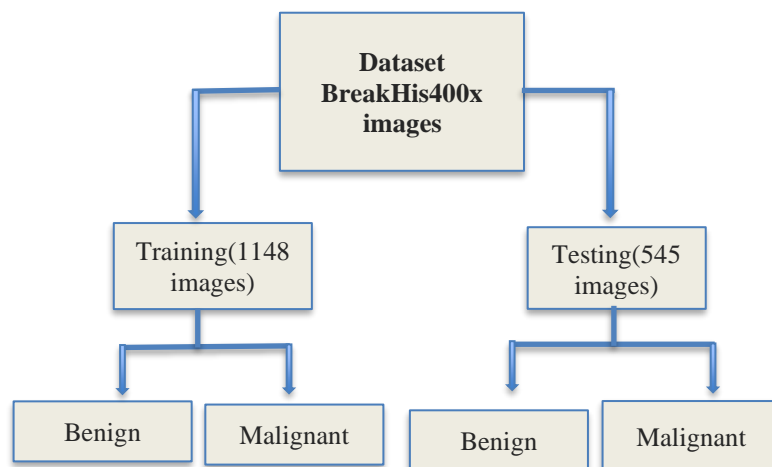 Dataset
BreakHis400x
images
Training(1148
images)
Testing(545
images)
Benign
Malignant
Benign
Malignant